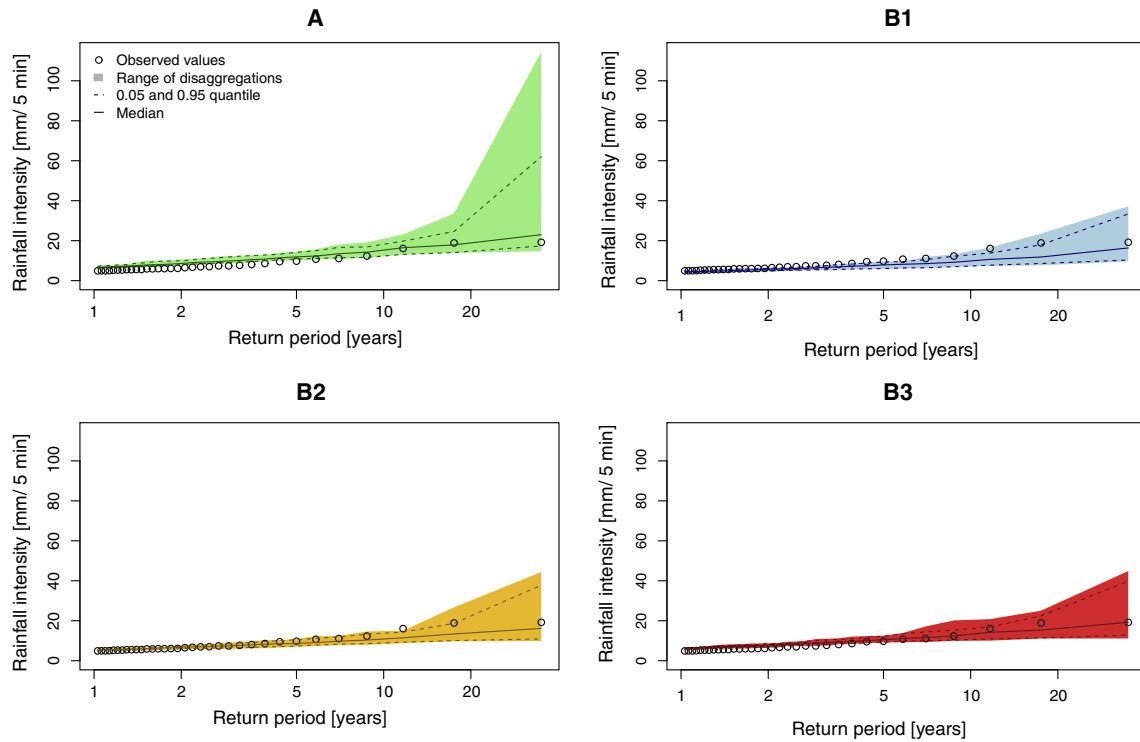 A
Rainfall intensity [mm/ 5 min]
0 20 40 60 80 100
Observed values
Range of disaggregations
0.05 and 0.95 quantile
Median
1 2 5 10 20
Return period [years]
B1
Rainfall intensity [mm/ 5 min]
0 20 40 60 80 100
1 2 5 10 20
Return period [years]
B2
Rainfall intensity [mm/ 5 min]
0 20 40 60 80 100
1 2 5 10 20
Return period [years]
B3
Rainfall intensity [mm/ 5 min]
0 20 40 60 80 100
1 2 5 10 20
Return period [years]